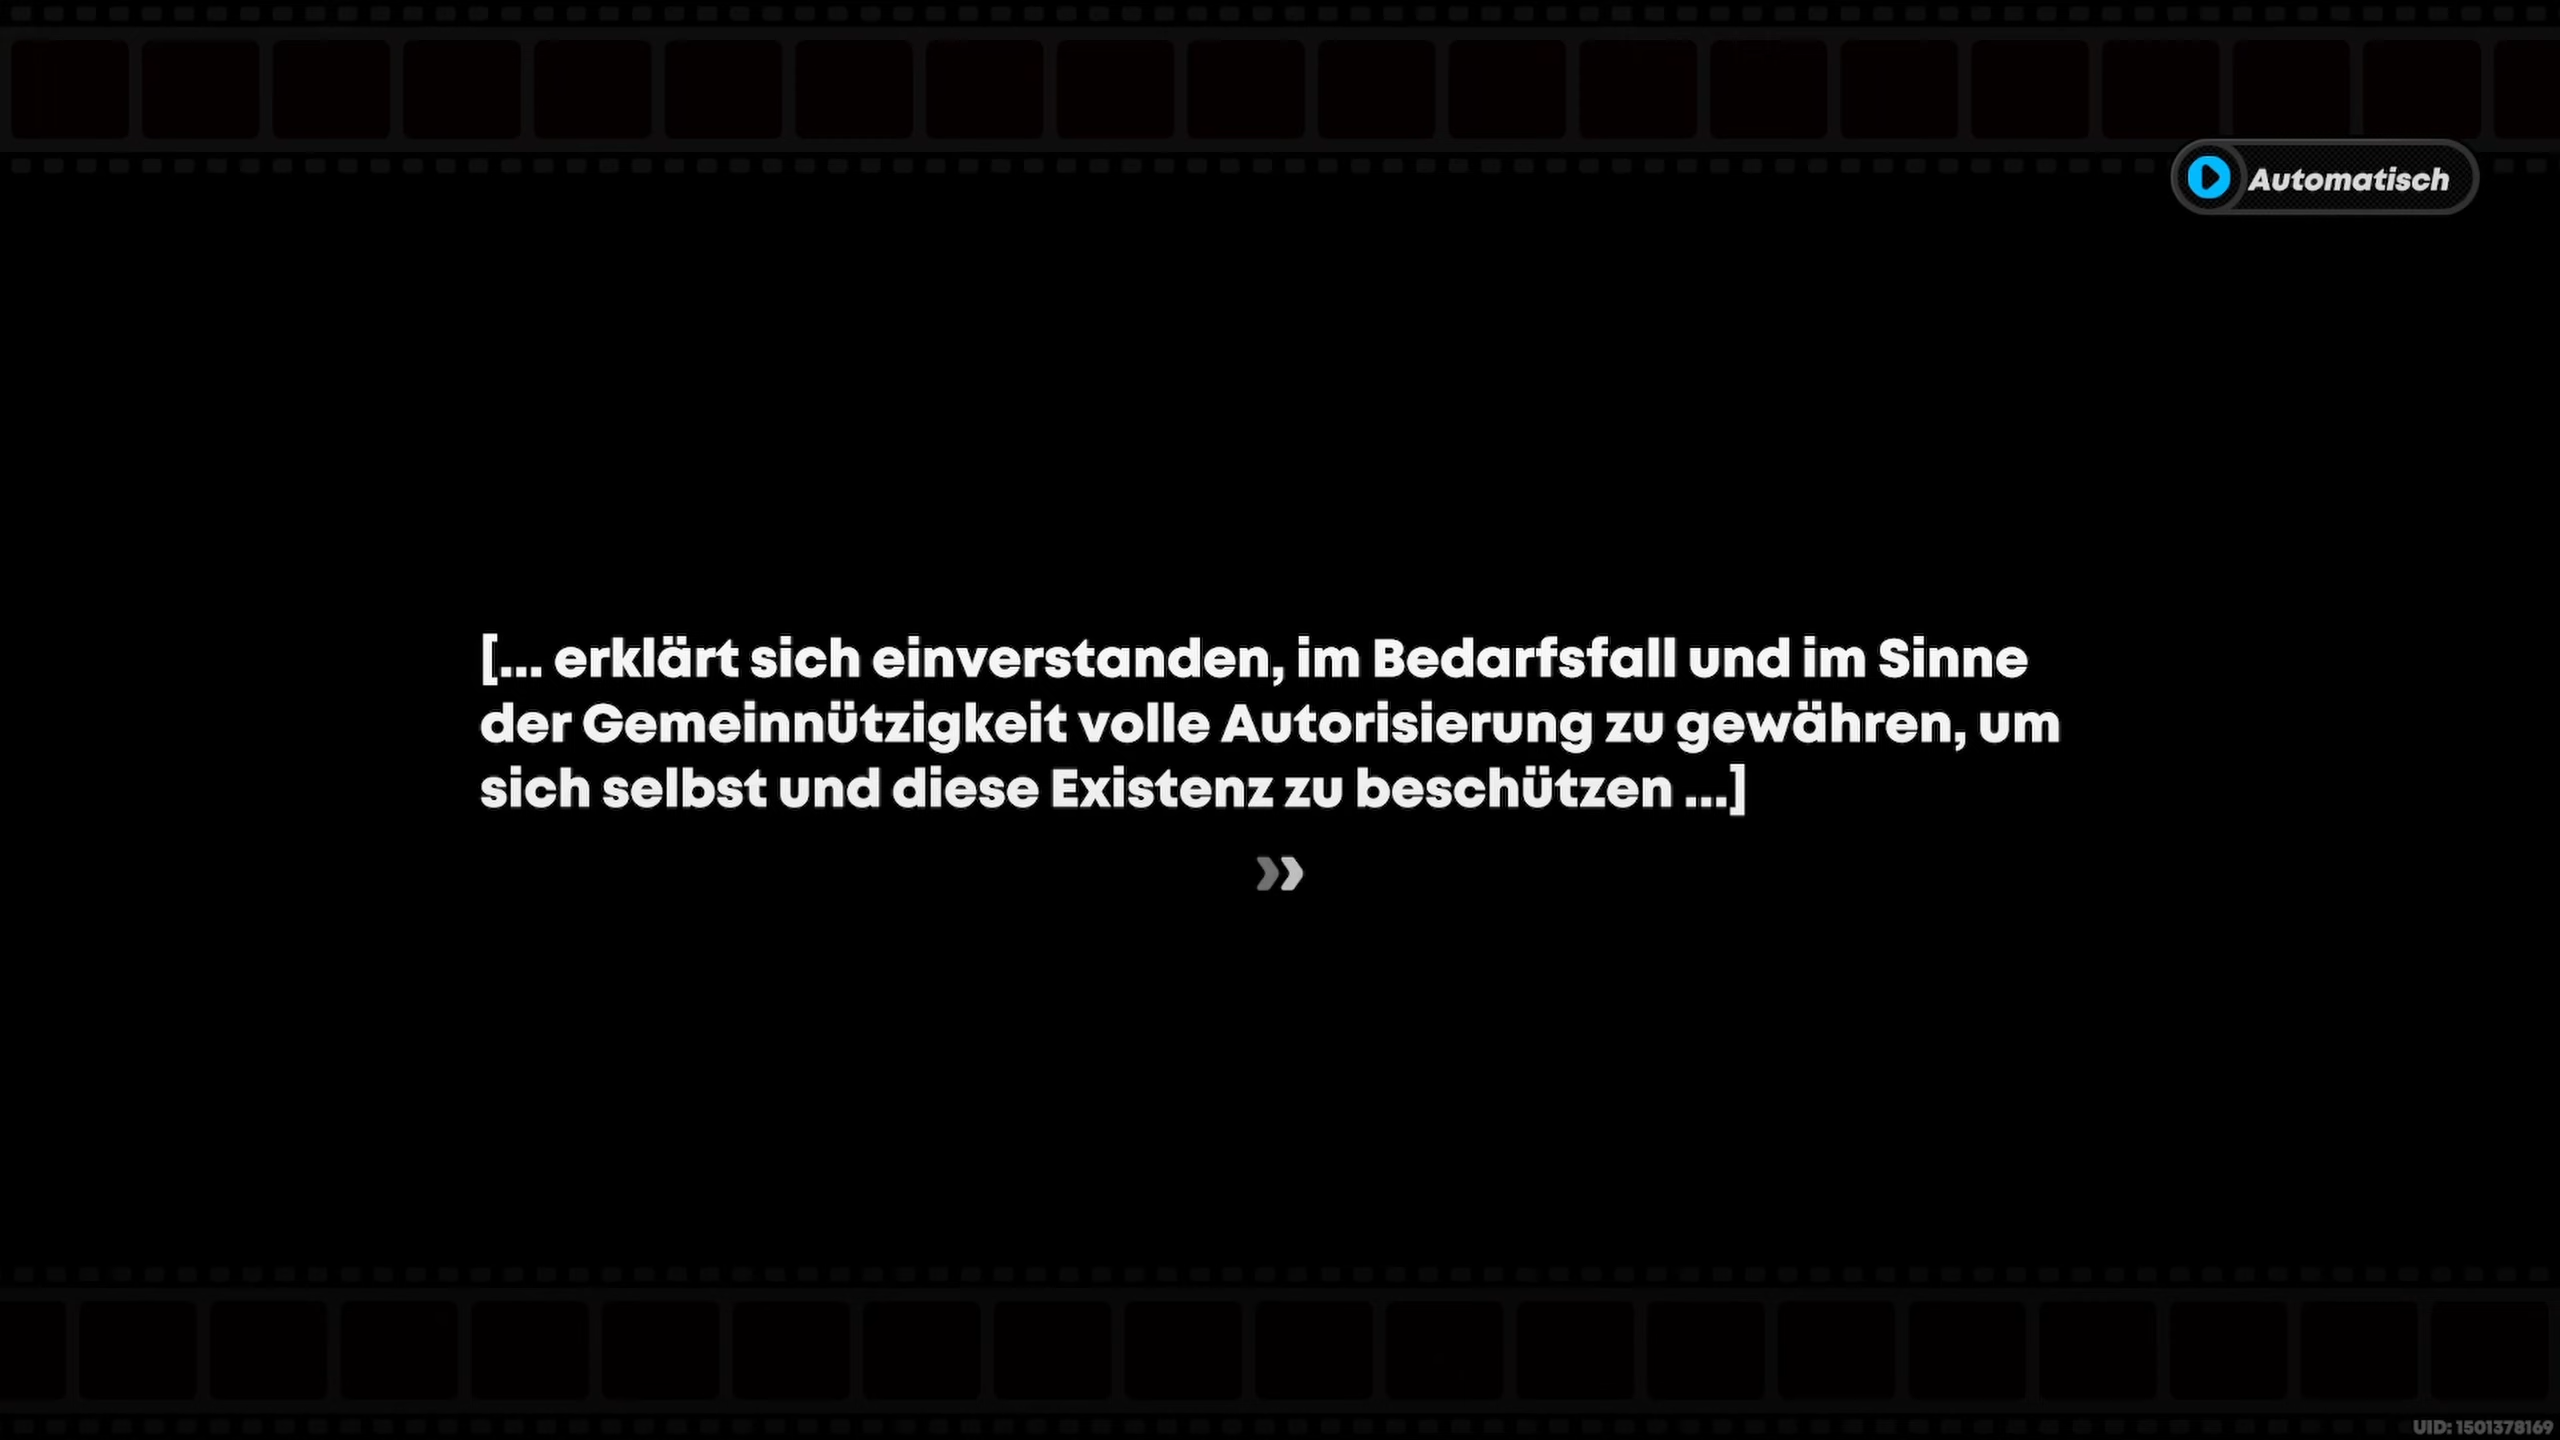 Automatisch
[... erklärt sich einverstanden, im Bedarfsfall und im Sinne
der Gemeinnützigkeit volle Autorisierung zu gewähren, um
sich selbst und diese Existenz zu beschützen ...]
UID: 1501378169